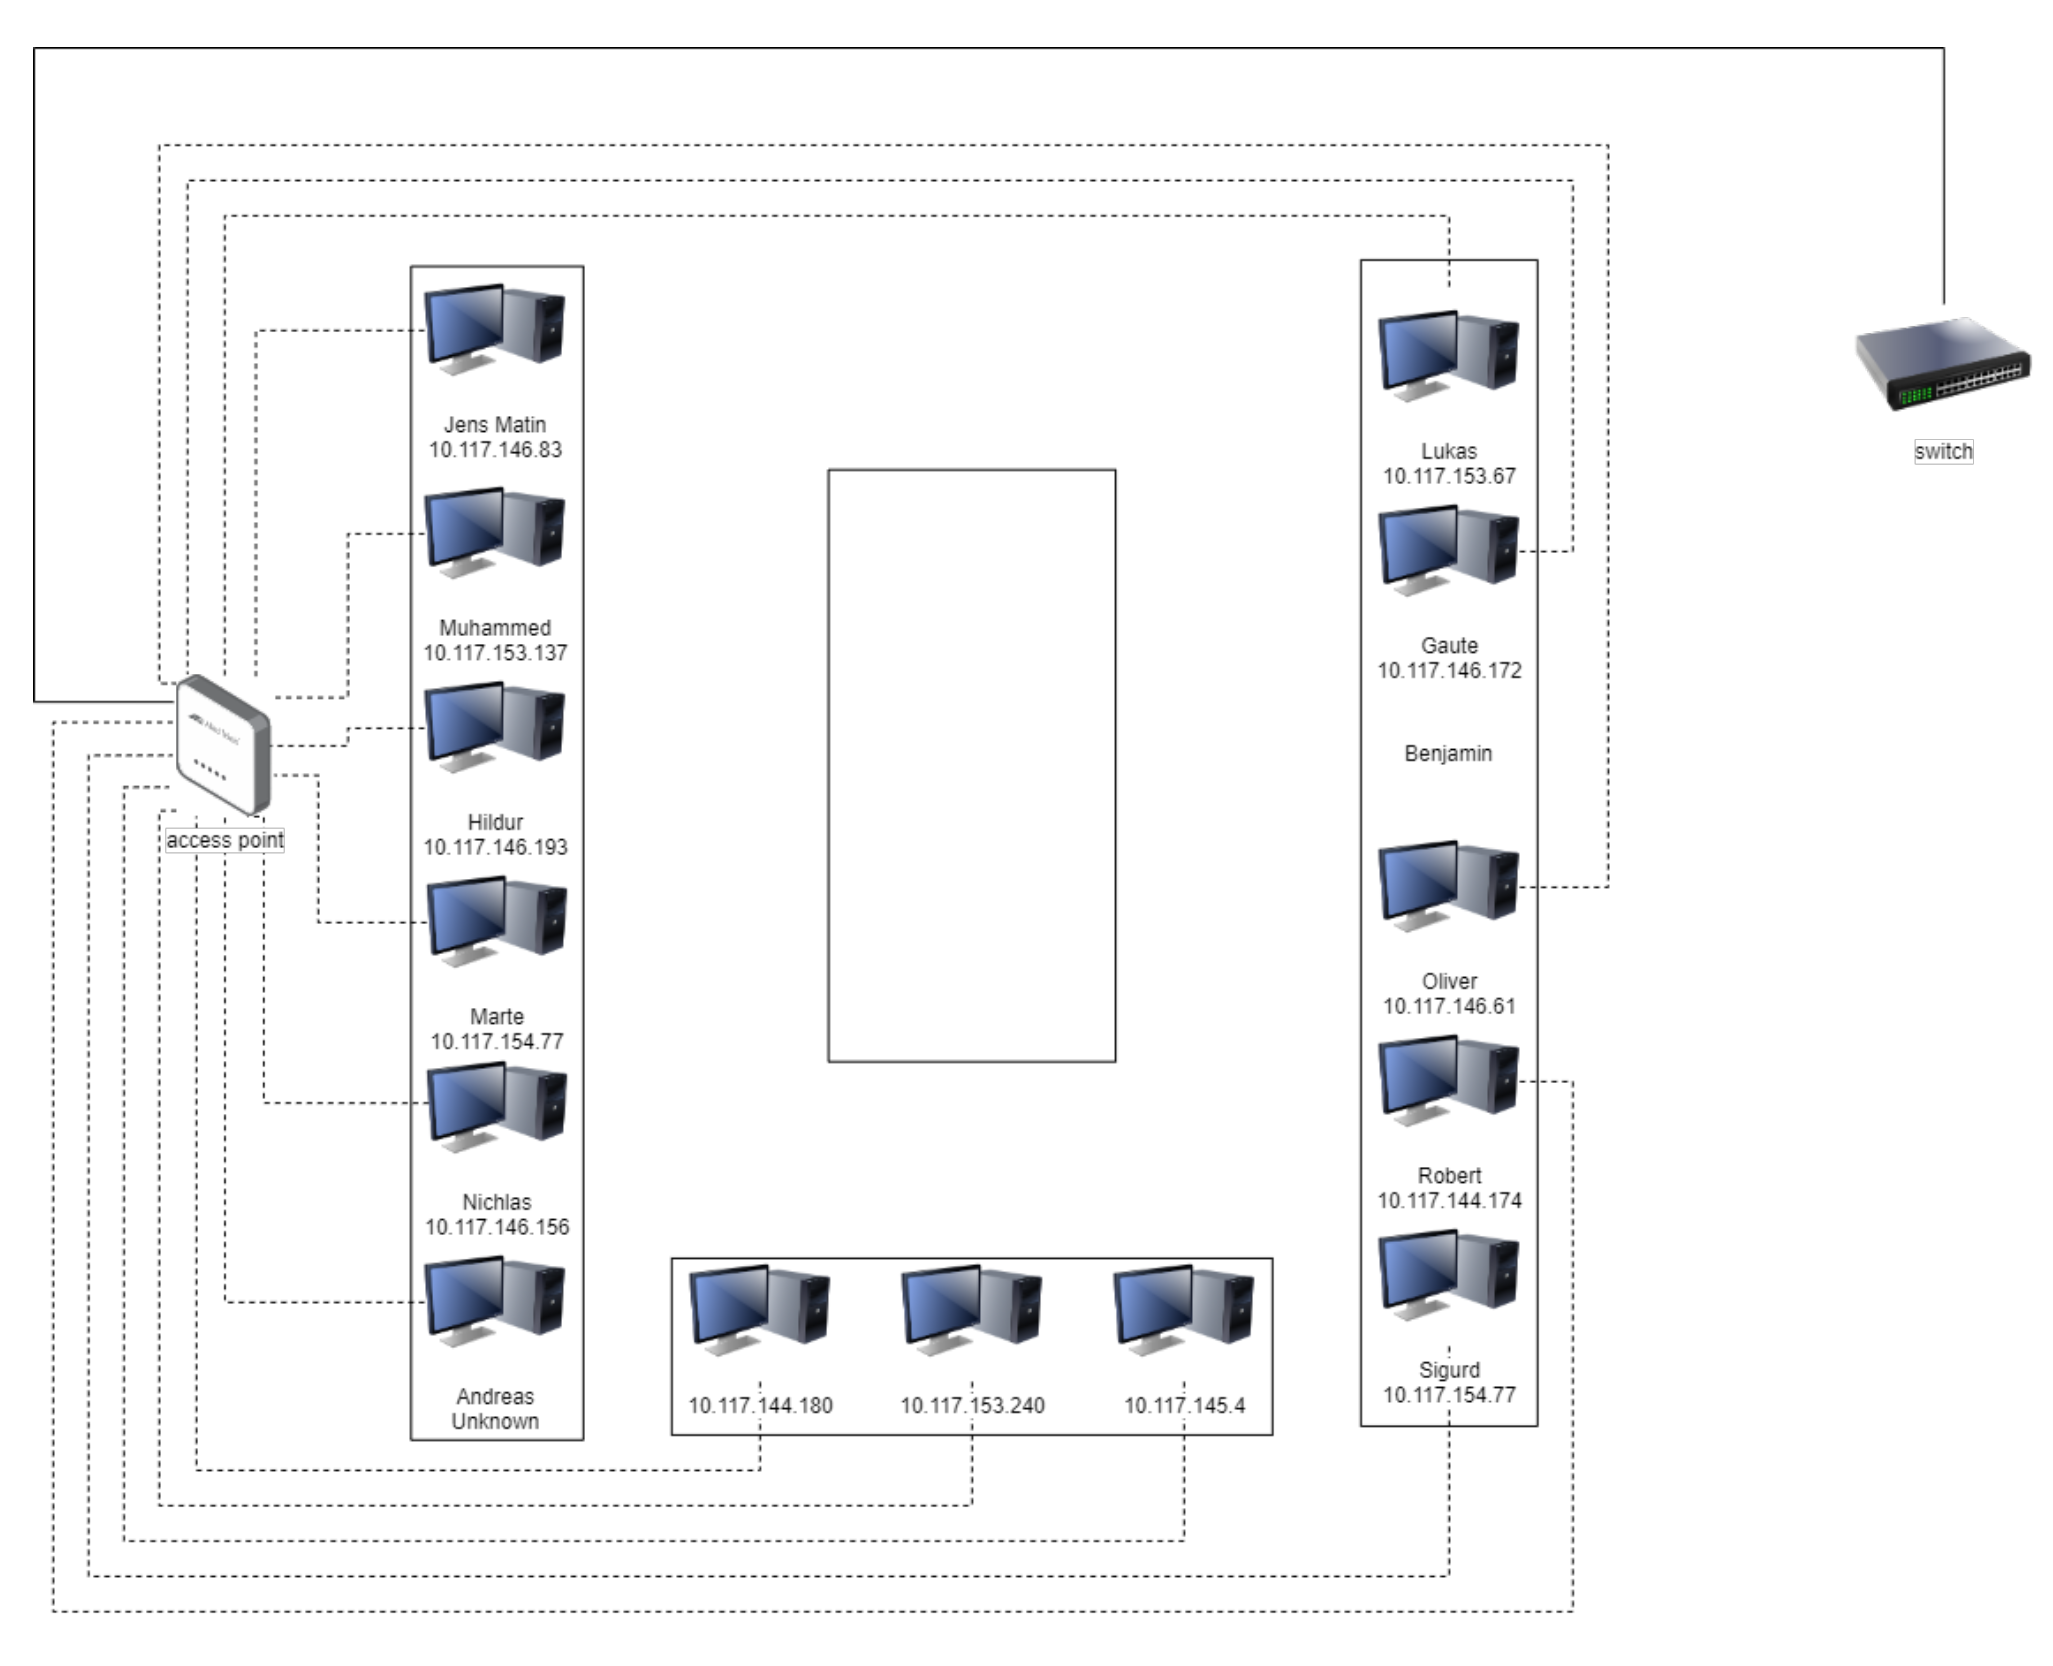 Jens Matin
10.117.146.83
Muhammed
10.117.153.137
Hildur
10.117.146.193
Marte
10.117.154.77
Nichlas
10.117.146.156
Andreas
Unknown
access point
10.117.144.180
10.117.153.240
10.117.145.4
Lukas
10.117.153.67
Gaute
10.117.146.172
Benjamin
Oliver
10.117.146.61
Robert
10.117.144.174
Sigurd
10.117.154.77
switch